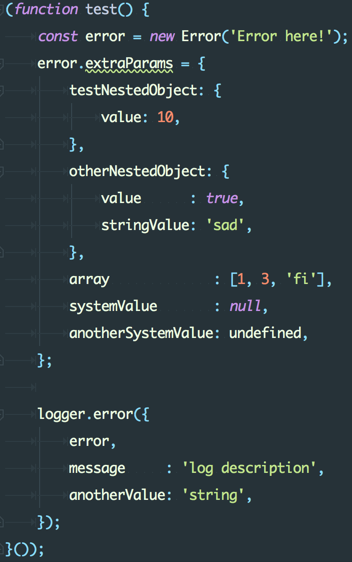 (function test() {
    const error = new Error('Error here!');
    error.extraParams = {
        testNestedObject: {
            value: 10,
        },
        otherNestedObject: {
            value      : true,
            stringValue: 'sad',
        },
        array             : [1, 3, 'fi'],
        systemValue       : null,
        anotherSystemValue: undefined,
    };
    logger.error({
        error,
        message     : 'log description',
        anotherValue: 'string',
    });
}());